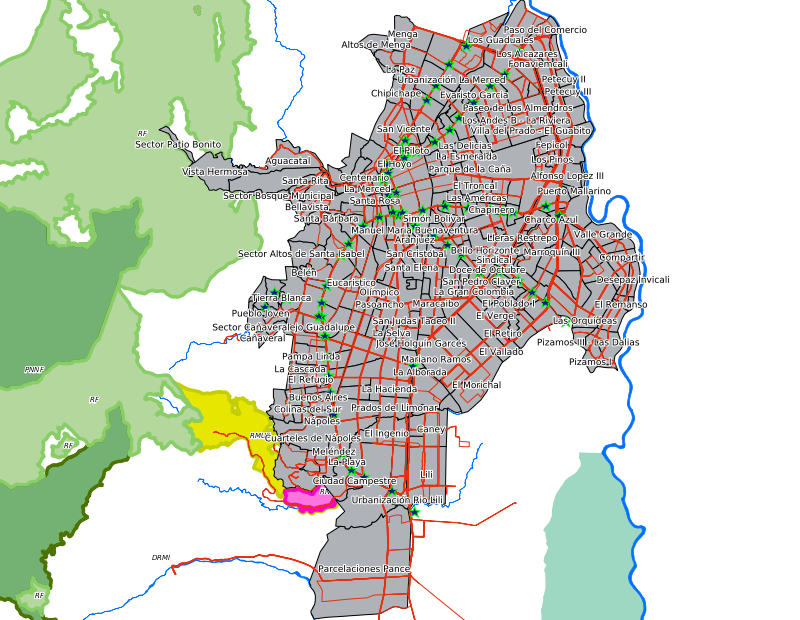 Paso del Comercio
Menga
Los Guaduales
Altos de Menga
Los Alcazares
Fonaviemcali
La Paz
Urbanización La Merced
Petecuy II
Petecuy III
Chipichape
Evaristo García
Paseo de Los Almendros
Los Andes B - La Riviera
San Vicente
Villa del Prado - El Guabito
RF
Sector Patio Bonito
Las Delicias
Fepicol
El Piloto
La Esmeralda
Los Pinos
Aguacatal
El Hoyo
Parque de la Caña
Vista Hermosa
Centenario
Alfonso Lopez III
Santa Rita
La Merced
El Troncal
Puerto Mallarino
Sector Bosque Municipal
Santa Rosa
Las Américas
Bellavista
Chapinero
Santa Bárbara
Simón Bolívar
Charco Azul
Manuel María Buenaventura
Valle Grande
Aranjuez
Lleras Restrepo
Sector Altos de Santa Isabel
San Cristóbal
Bello Horizonte
Marroquín III
Compartir
Sindical
Santa Elena
Doce de Octubre
Belén
Eucarístico
San Pedro Claver
Desepaz Invicali
Tierra Blanca
Olímpico
La Gran Colombia
Pasoancho
Maracaibo
El Poblado I
El Remanso
Pueblo Joven
El Vergel
San Judas Tadeo II
Las Orquídeas
Sector Cañaveralejo Guadalupe
La Selva
El Retiro
Cañaveral
José Holguín Garcés
Pizamos III - Las Dalias
Pampa Linda
El Vallado
Mariano Ramos
Pizamos I
La Cascada
La Alborada
PNNF
El Refugio
El Morichal
La Hacienda
RF
Buenos Aires
Colinas del Sur
Prados del Limonar
Nápoles
Caney
RMUS
Cuarteles de Nápoles
El Ingenio
RF
Meléndez
La Playa
Lili
Ciudad Campestre
Urbanización Río Lili
DRMI
Parcelaciones Pance
RF